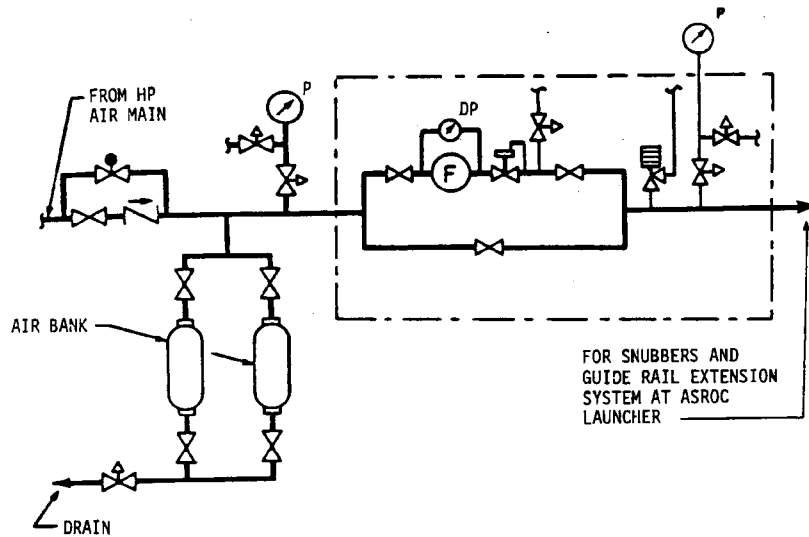 P
FROM HP
AIR MAIN
P
DP
F
AIR BANK
FOR SNUBBERS AND
GUIDE RAIL EXTENSION
SYSTEM AT ASROC
LAUNCHER
DRAIN